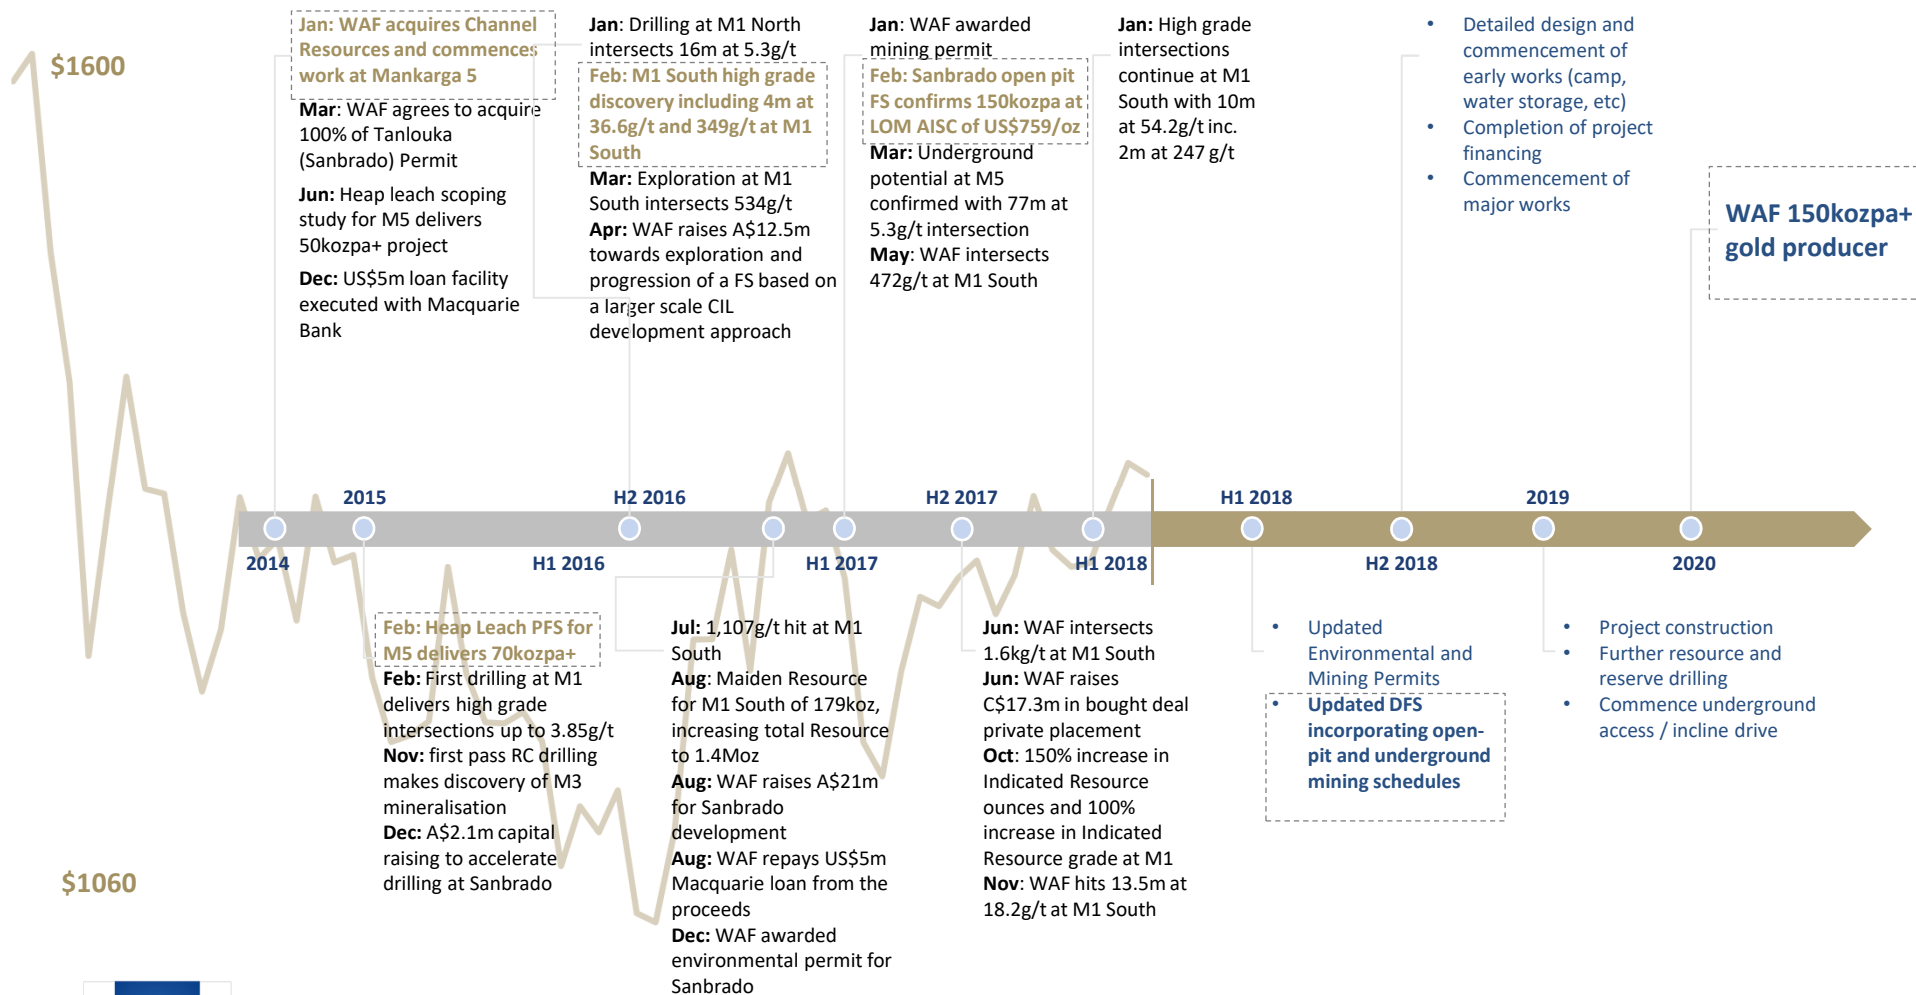 $1600
Jan: WAF acquires Channel
Resources and commences
work at Mankarga 5
Mar: WAF agrees to acquire
100% of Tanlouka
(Sanbrado) Permit
Jun: Heap leach scoping
study for M5 delivers
50kozpa+ project
Dec: US$5m loan facility
executed with Macquarie
Bank
Jan: Drilling at M1 North
intersects 16m at 5.3g/t
Feb: M1 South high grade
discovery including 4m at
36.6g/t and 349g/t at M1
South
Mar: Exploration at M1
South intersects 534g/t
Apr: WAF raises A$12.5m
towards exploration and
progression of a FS based on
a larger scale CIL
development approach
Jan: WAF awarded
mining permit
Feb: Sanbrado open pit
FS confirms 150kozpa at
LOM AISC of US$759/oz
Mar: Underground
potential at M5
confirmed with 77m at
5.3g/t intersection
May: WAF intersects
472g/t at M1 South
Jan: High grade
intersections
continue at M1
South with 10m
at 54.2g/t inc.
2m at 247 g/t
• Detailed design and
commencement of
early works (camp,
water storage, etc)
• Completion of project
financing
• Commencement of
major works
WAF 150kozpa+
gold producer
2015
H2 2016
H2 2017
H1 2018
2019
2014
H1 2016
H1 2017
H1 2018
H2 2018
2020
Feb: Heap Leach PFS for
M5 delivers 70kozpa+
Feb: First drilling at M1
delivers high grade
intersections up to 3.85g/t
Nov: first pass RC drilling
makes discovery of M3
mineralisation
Dec: A$2.1m capital
raising to accelerate
drilling at Sanbrado
Jul: 1,107g/t hit at M1
South
Aug: Maiden Resource
for M1 South of 179koz,
increasing total Resource
to 1.4Moz
Aug: WAF raises A$21m
for Sanbrado
development
Aug: WAF repays US$5m
Macquarie loan from the
proceeds
Dec: WAF awarded
environmental permit for
Sanbrado
Jun: WAF intersects
1.6kg/t at M1 South
Jun: WAF raises
C$17.3m in bought deal
private placement
Oct: 150% increase in
Indicated Resource
ounces and 100%
increase in Indicated
Resource grade at M1
Nov: WAF hits 13.5m at
18.2g/t at M1 South
• Updated
Environmental and
Mining Permits
• Updated DFS
incorporating open-
pit and underground
mining schedules
• Project construction
• Further resource and
reserve drilling
• Commence underground
access / incline drive
$1060